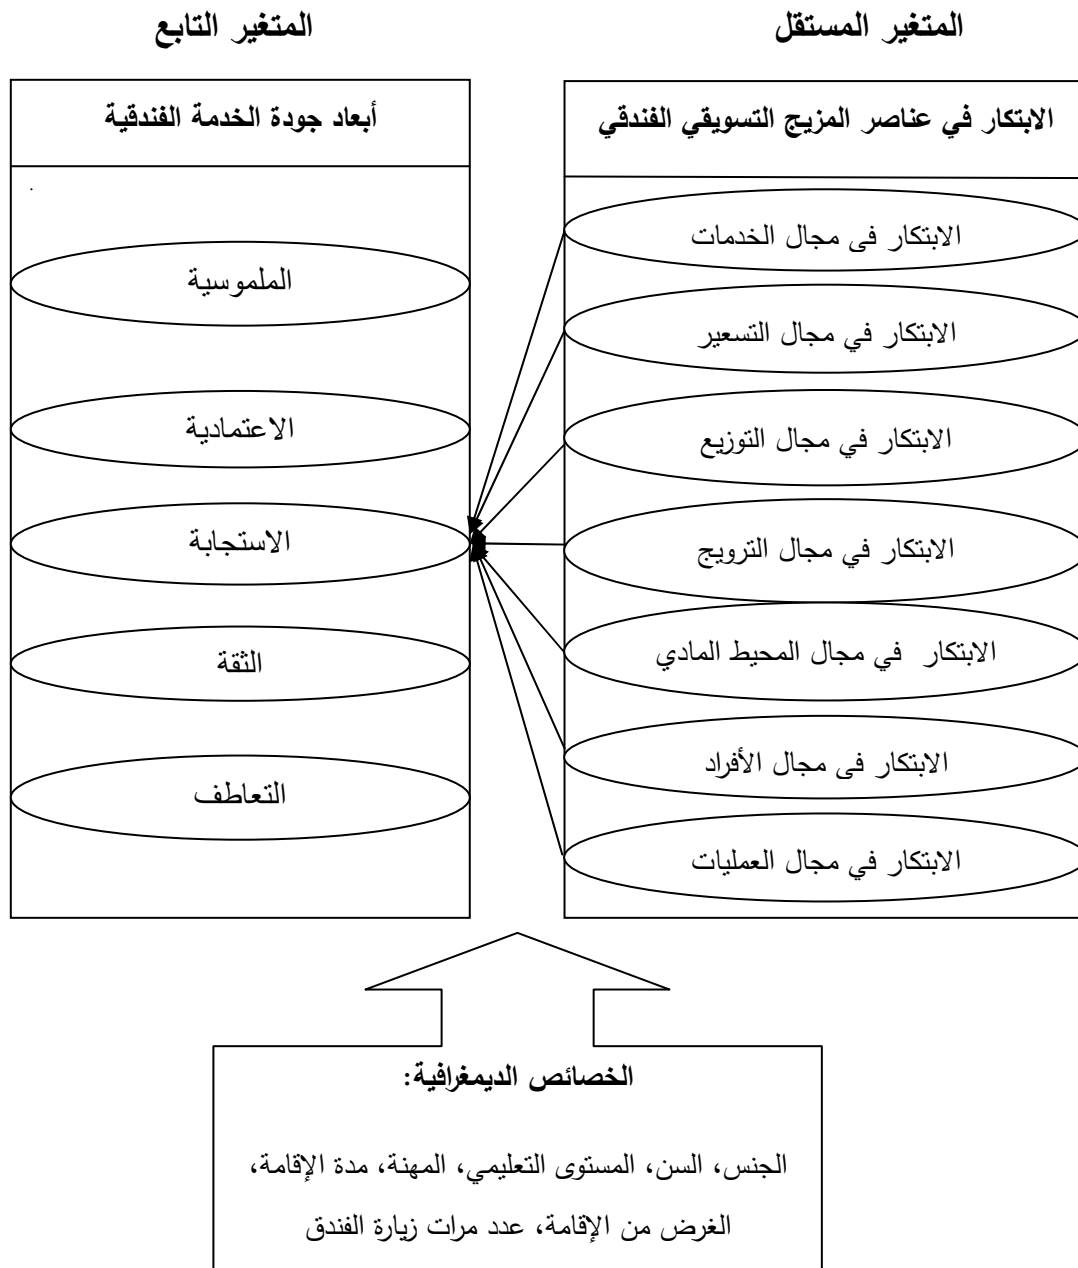 المتغير المستقل
المتغير التابع
الابتكار في عناصر المزيج التسويقي الفندقي
الابتكار فى مجال الخدمات
الابتكار في مجال التسعير
الابتكار في مجال التوزيع
الابتكار في مجال الترويج
الابتكار في مجال المحيط المادي
الابتكار فى مجال الأفراد
الابتكار في مجال العمليات
أبعاد جودة الخدمة الفندقية
الملموسية
الاعتمادية
الاستجابة
الثقة
التعاطف
الخصائص الديمغرافية:
الجنس، السن، المستوى التعليمي، المهنة، مدة الإقامة،
الغرض من الإقامة، عدد مرات زيارة الفندق